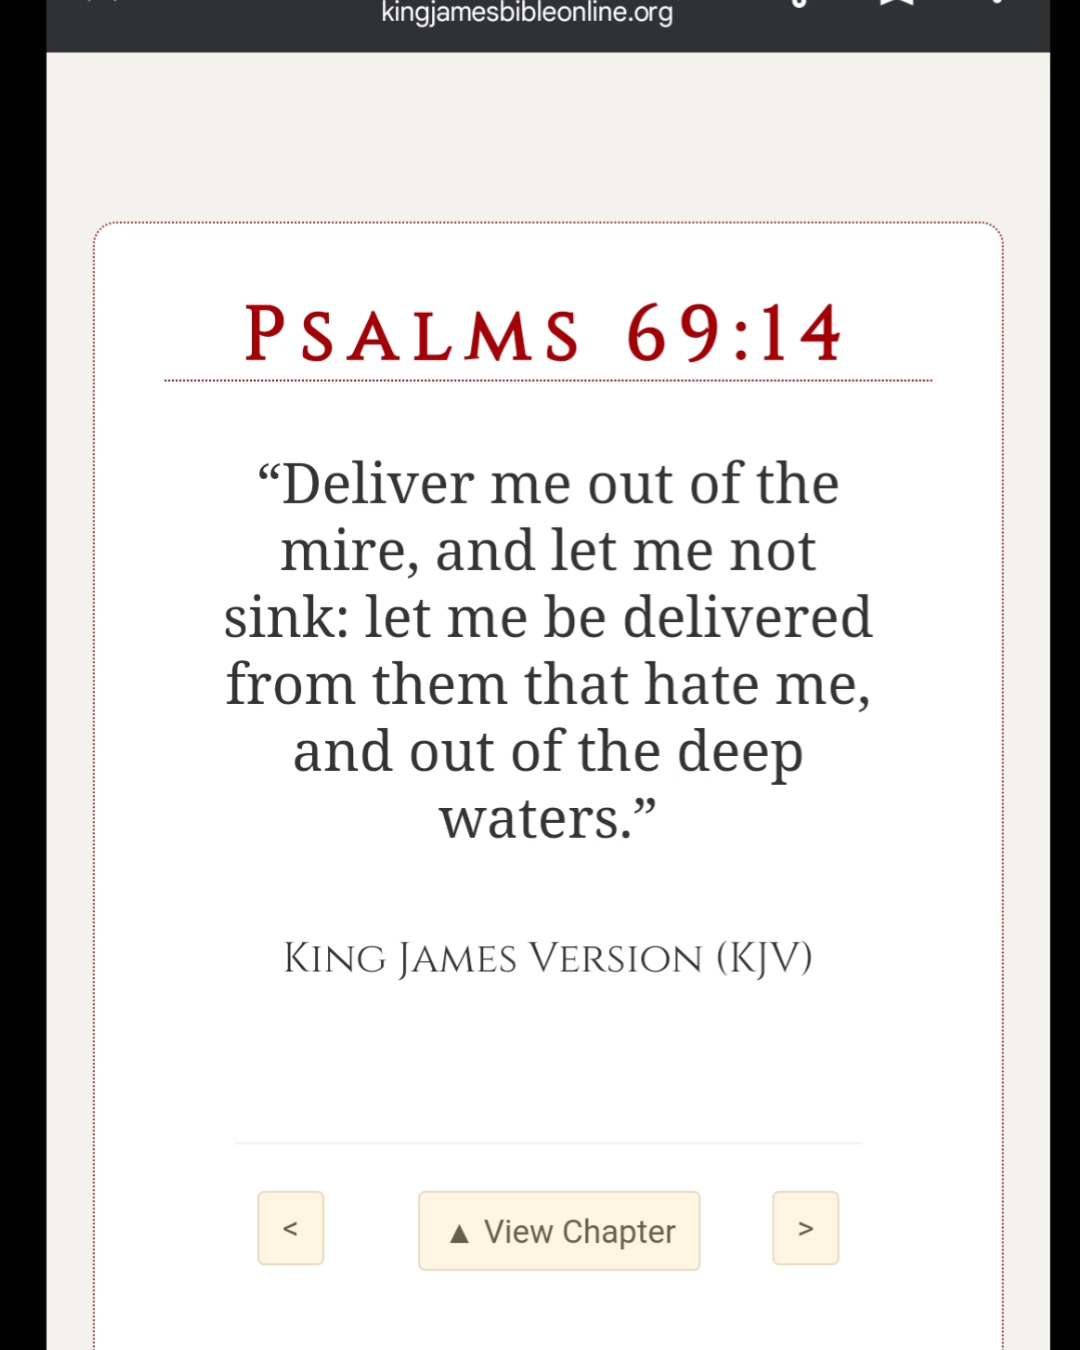 kingjamesbibleonline.org
PSALMS 69:14
“Deliver me out of the
mire, and let me not
sink: let me be delivered
from them that hate me,
and out of the deep
waters.”
KING JAMES VERSION (KJV)
<
▲ View Chapter
>